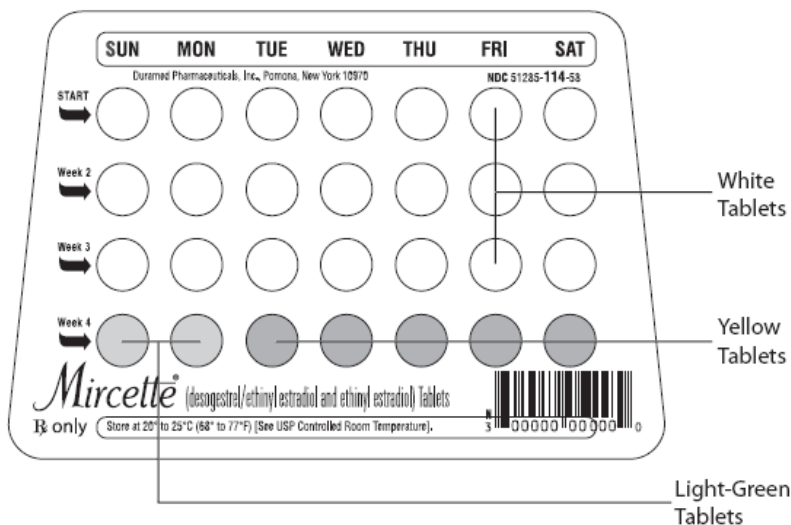 SUN MON TUE WED THU FRI SAT
Duramed Pharmaceuticals, Inc., Pomona, New York 10970 NDC 51285-114-58
START
Week 2
White
Tablets
Week 3
Week 4
Yellow
Tablets
Mircette® (desogestrel/ethinyl estradiol and ethinyl estradiol) Tablets
℞ only Store at 20° to 25°C (68° to 77°F) [See USP Controlled Room Temperature].
N
3 00000 00000 0
Light-Green
Tablets